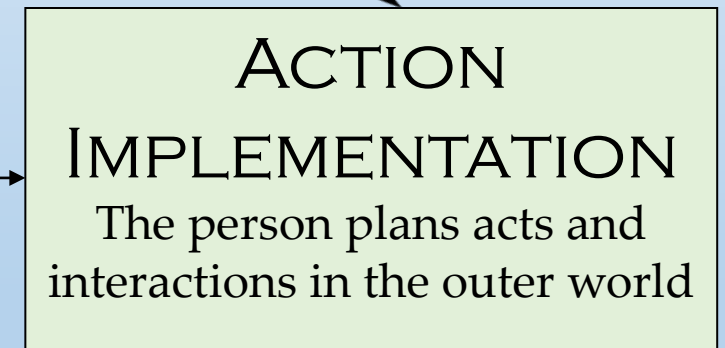 Action
Implementation
The person plans acts and
interactions in the outer world